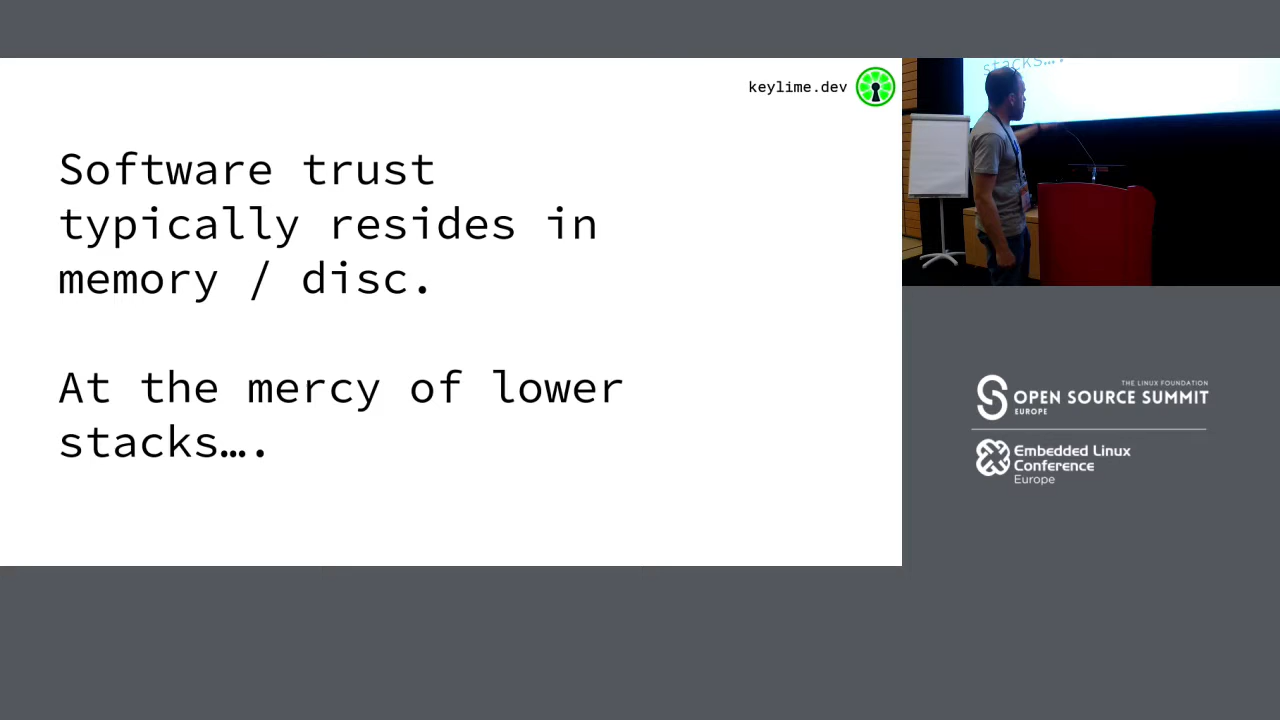 keylime.dev
Software trust
typically resides in
memory / disc.
At the mercy of lower
stacks….
stacks….
THE LINUX FOUNDATION
OPEN SOURCE SUMMIT
EUROPE
Embedded Linux
Conference
Europe